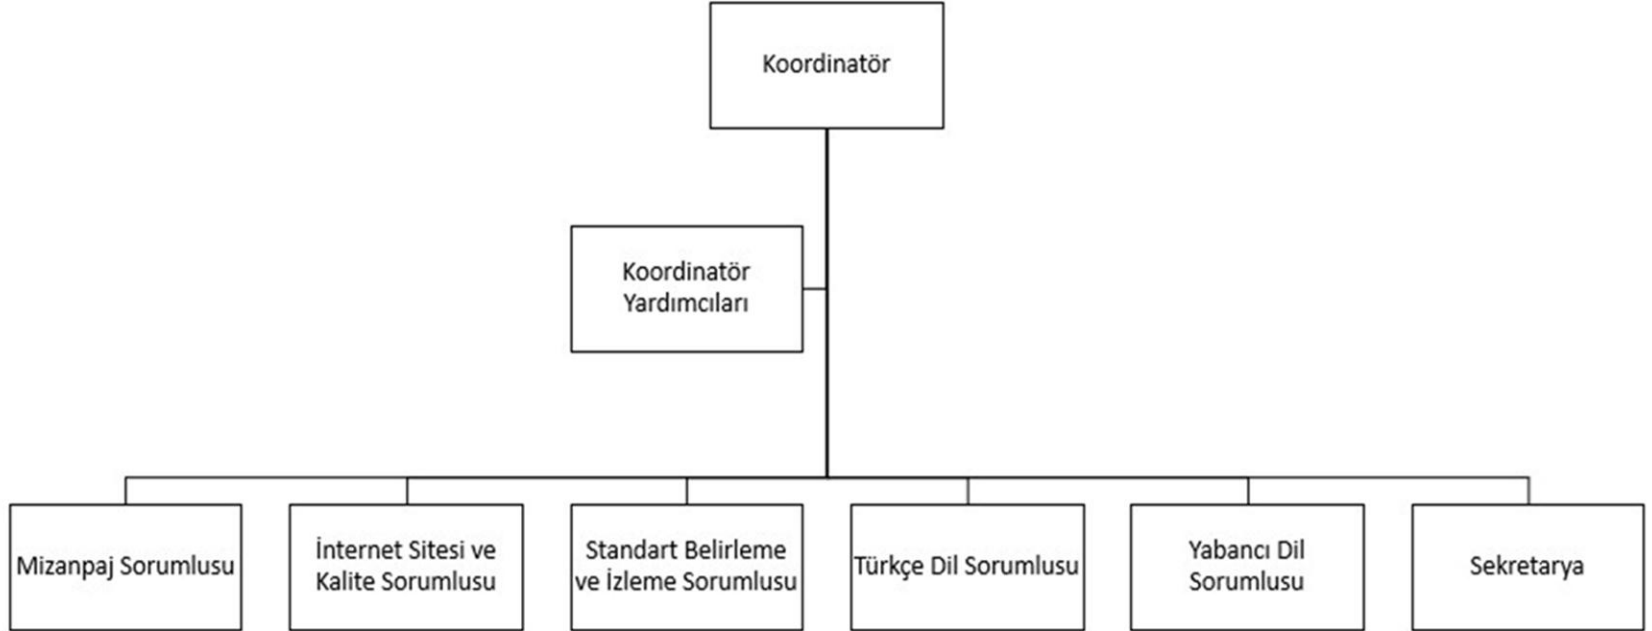 Koordinatör
Koordinatör
Yardımcıları
Mizanpaj Sorumlusu
İnternet Sitesi ve
Kalite Sorumlusu
Standart Belirleme
ve İzleme Sorumlusu
Türkçe Dil Sorumlusu
Yabancı Dil
Sorumlusu
Sekretarya